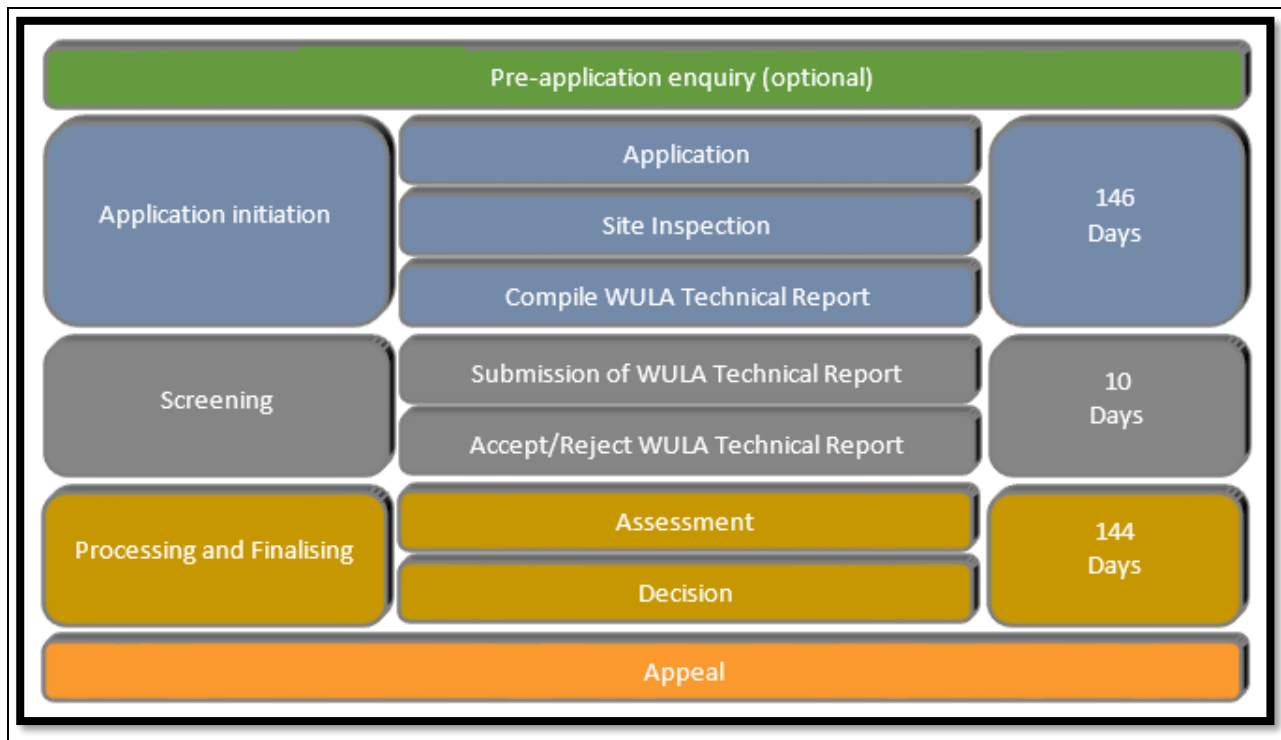 Pre-application enquiry (optional)
Application initiation
Application
Site Inspection
Compile WULA Technical Report
146
Days
Screening
Submission of WULA Technical Report
Accept/Reject WULA Technical Report
10
Days
Processing and Finalising
Assessment
Decision
144
Days
Appeal